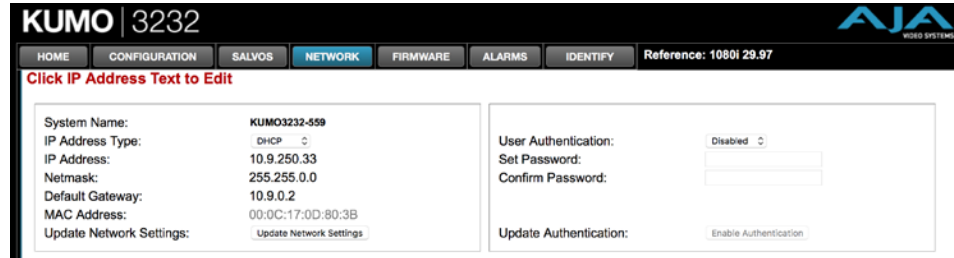 KUMO 3232
AJA
VIDEO SYSTEMS
HOME CONFIGURATION SALVOS NETWORK FIRMWARE ALARMS IDENTIFY Reference: 1080i 29.97
Click IP Address Text to Edit
System Name: KUMO3232-559
IP Address Type: DHCP
IP Address: 10.9.250.33
Netmask: 255.255.0.0
Default Gateway: 10.9.0.2
MAC Address: 00:0C:17:0D:80:3B
Update Network Settings: Update Network Settings
User Authentication: Disabled
Set Password:
Confirm Password:
Update Authentication: Enable Authentication